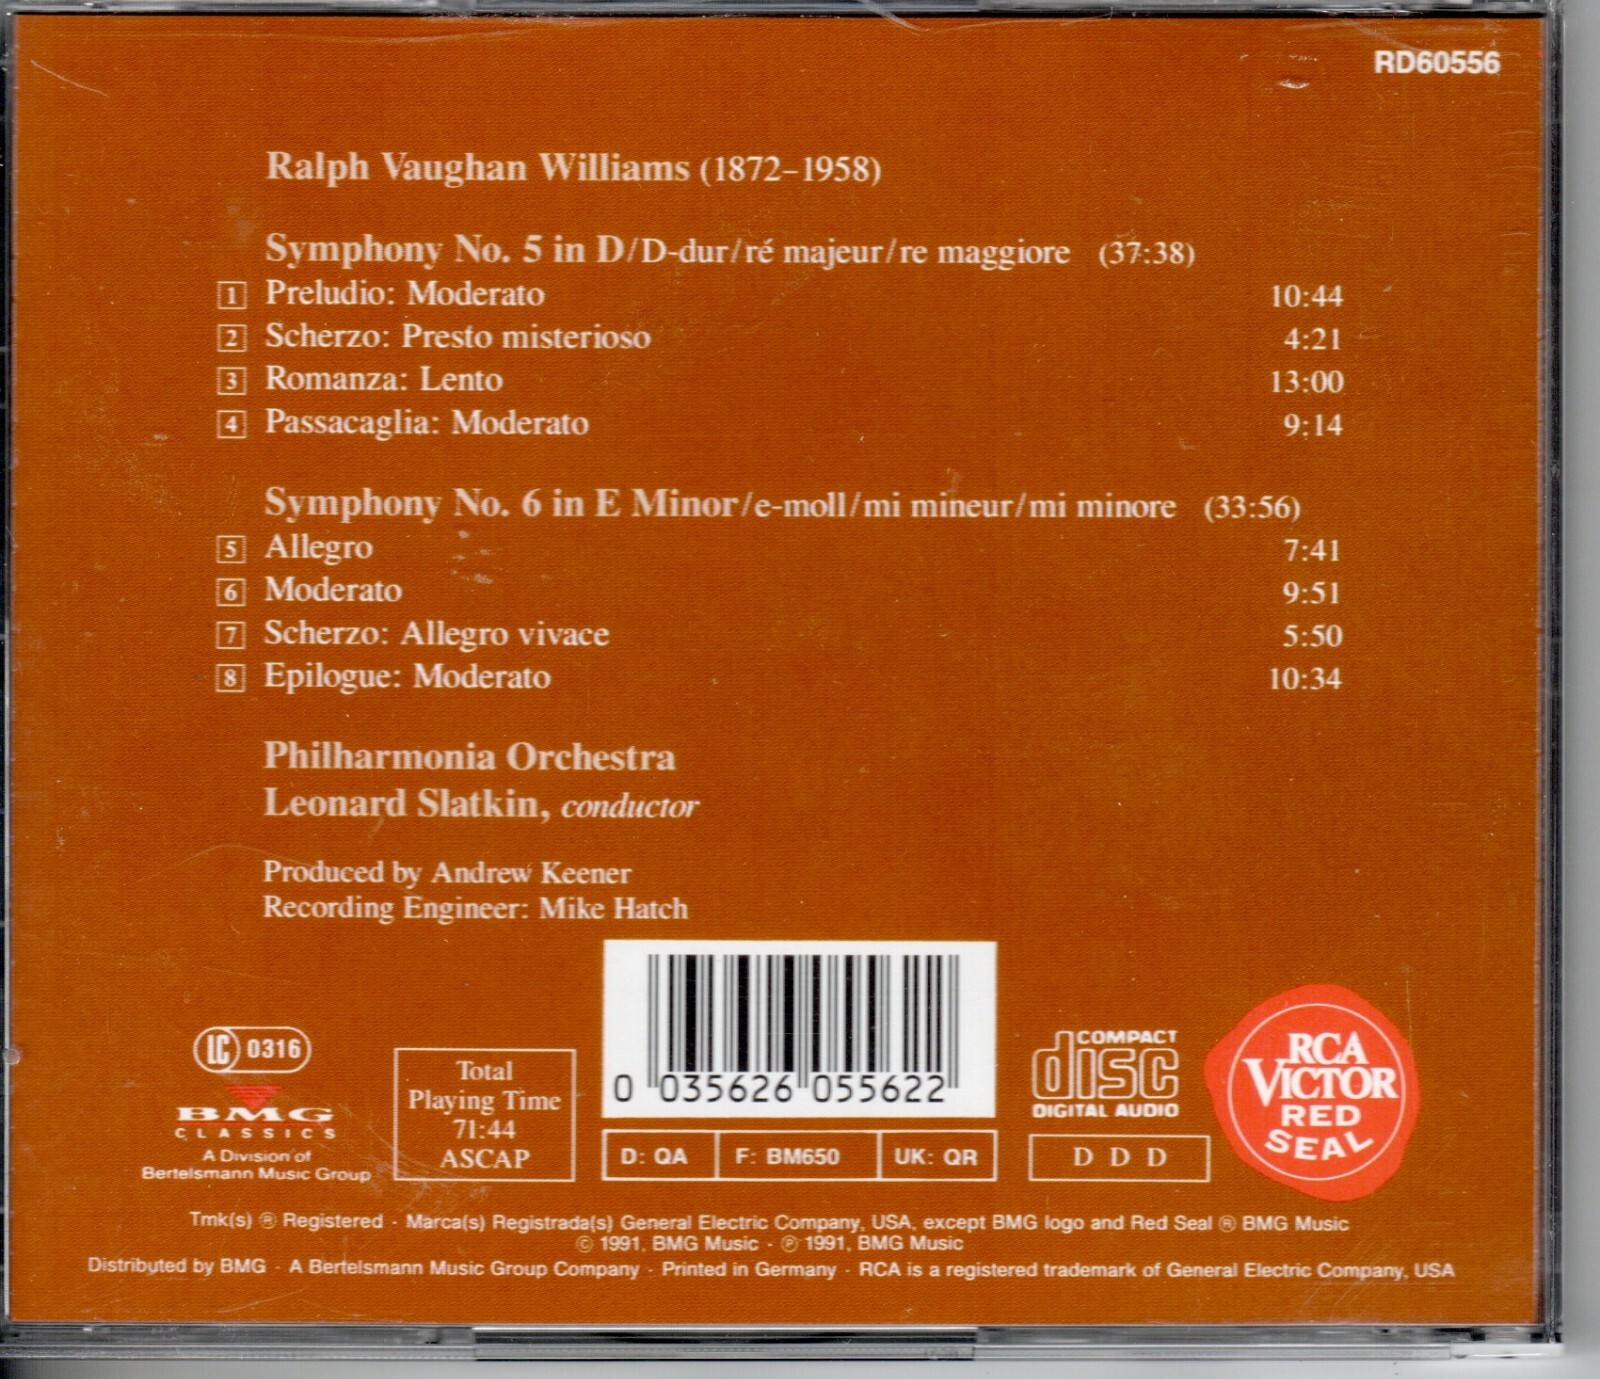 RD60556
Ralph Vaughan Williams (1872–1958)
Symphony No. 5 in D/D-dur/ré majeur/re maggiore (37:38)
1 Preludio: Moderato 10:44
2 Scherzo: Presto misterioso 4:21
3 Romanza: Lento 13:00
4 Passacaglia: Moderato 9:14
Symphony No. 6 in E Minor/e-moll/mi mineur/mi minore (33:56)
5 Allegro 7:41
6 Moderato 9:51
7 Scherzo: Allegro vivace 5:50
8 Epilogue: Moderato 10:34
Philharmonia Orchestra
Leonard Slatkin, conductor
Produced by Andrew Keener
Recording Engineer: Mike Hatch
LC 0316
BMG
CLASSICS
A Division of
Bertelsmann Music Group
Total
Playing Time
71:44
ASCAP
0 035626 055622
D: QA F: BM650 UK: QR
COMPACT
disc
DIGITAL AUDIO
D D D
RCA
VICTOR
RED
SEAL
Tmk(s) ® Registered · Marca(s) Registrada(s) General Electric Company, USA, except BMG logo and Red Seal ® BMG Music
© 1991, BMG Music · ℗ 1991, BMG Music
Distributed by BMG · A Bertelsmann Music Group Company · Printed in Germany · RCA is a registered trademark of General Electric Company, USA